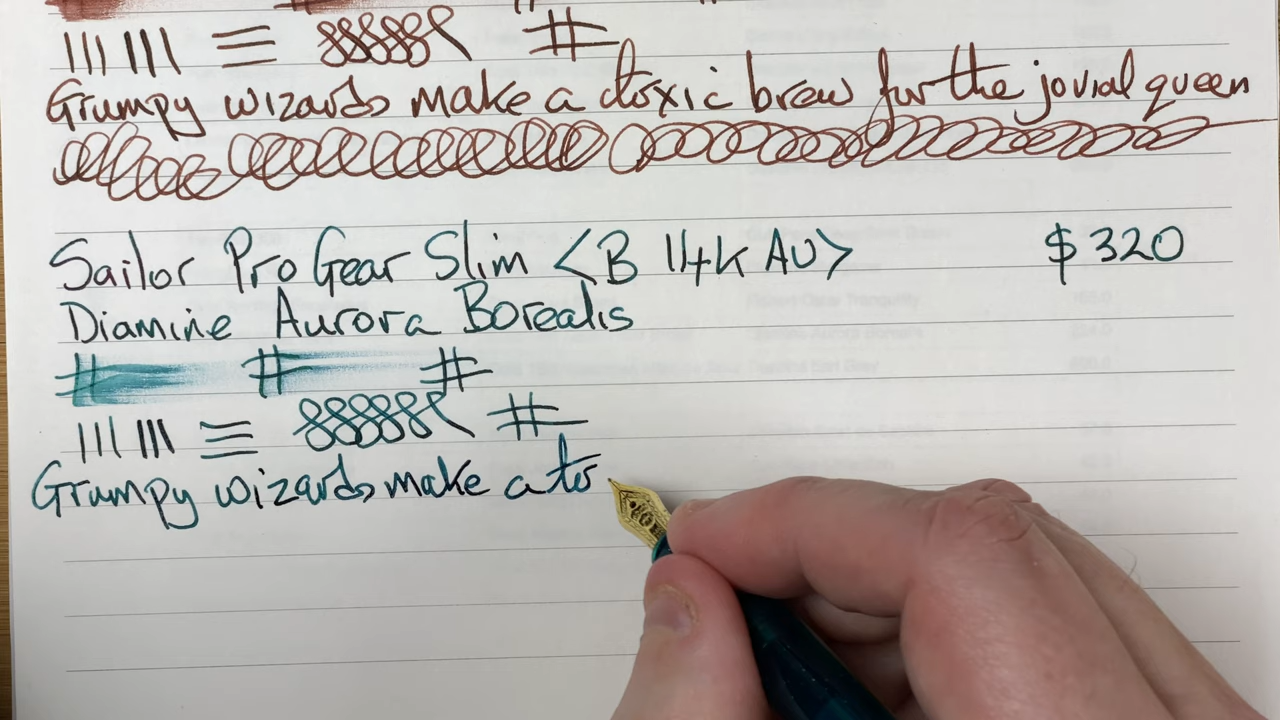 Grumpy wizards make a toxic brew for the jovial queen
Sailor Pro Gear Slim <B 14K AU> $320
Diamine Aurora Borealis
Grumpy wizards make a to